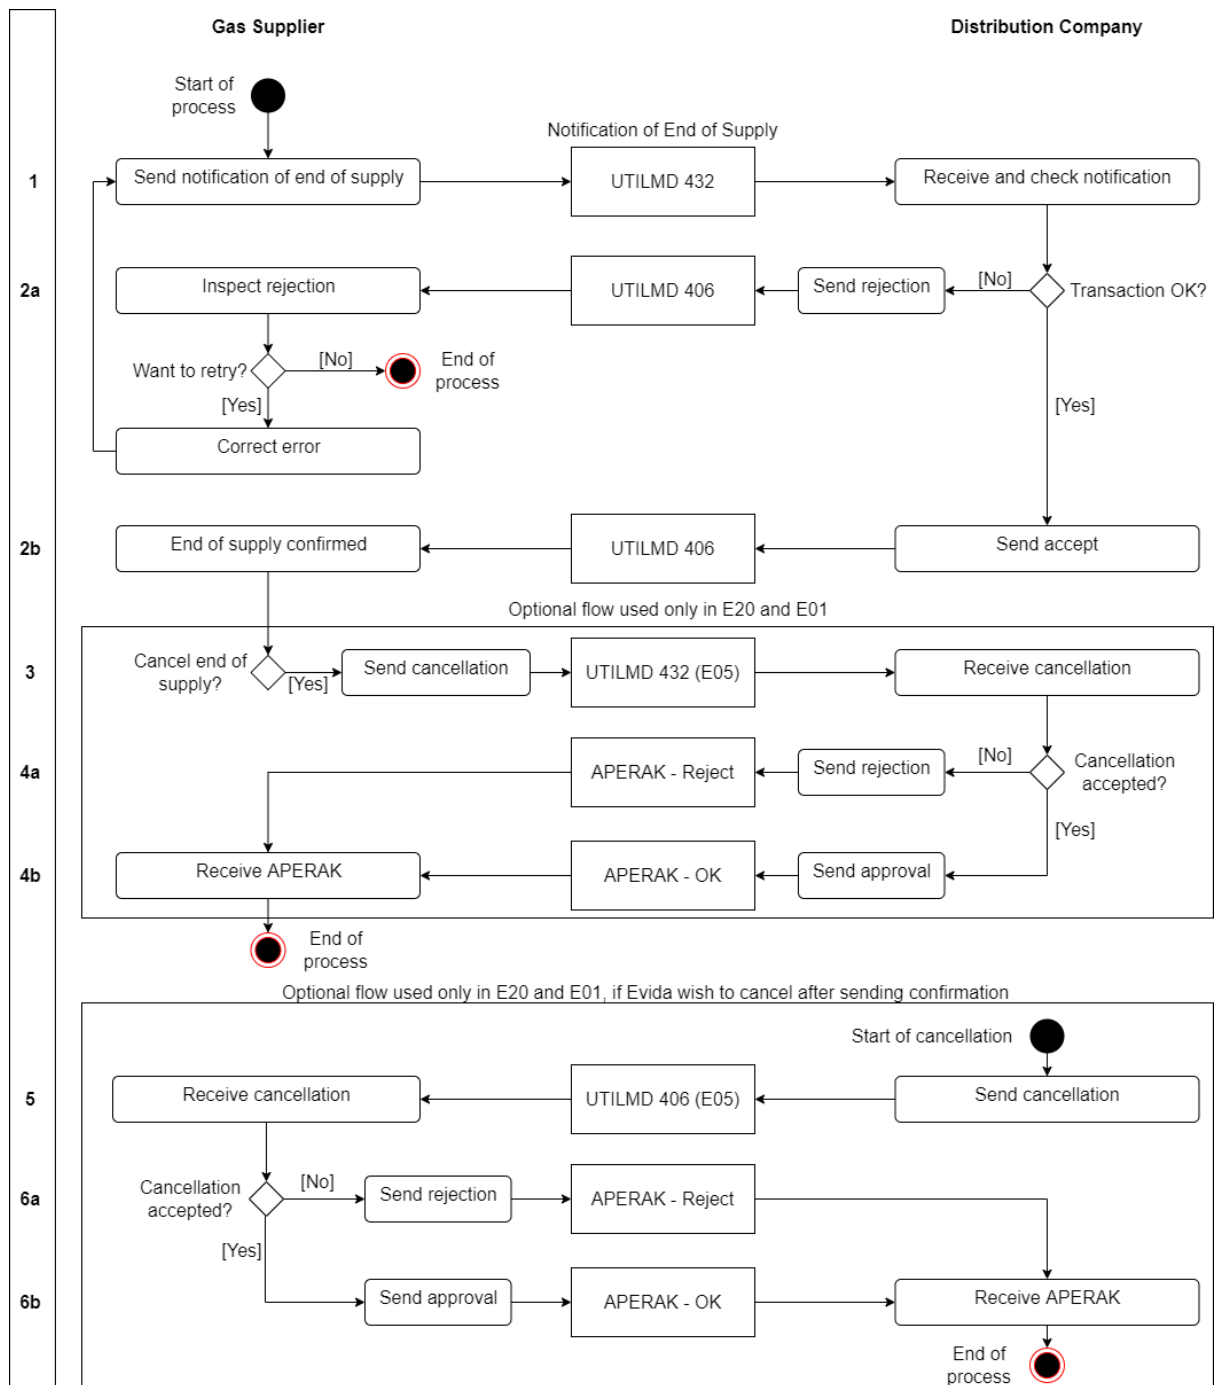 Gas Supplier
Distribution Company
Start of
process
Notification of End of Supply
1
Send notification of end of supply
UTILMD 432
Receive and check notification
2a
Inspect rejection
UTILMD 406
Send rejection
[No]
Transaction OK?
Want to retry?
[No]
End of
process
[Yes]
[Yes]
Correct error
2b
End of supply confirmed
UTILMD 406
Send accept
Optional flow used only in E20 and E01
3
Cancel end of
supply?
[Yes]
Send cancellation
UTILMD 432 (E05)
Receive cancellation
4a
APERAK - Reject
Send rejection
[No]
Cancellation
accepted?
[Yes]
4b
Receive APERAK
APERAK - OK
Send approval
End of
process
Optional flow used only in E20 and E01, if Evida wish to cancel after sending confirmation
Start of cancellation
5
Receive cancellation
UTILMD 406 (E05)
Send cancellation
6a
Cancellation
accepted?
[No]
Send rejection
APERAK - Reject
[Yes]
6b
Send approval
APERAK - OK
Receive APERAK
End of
process